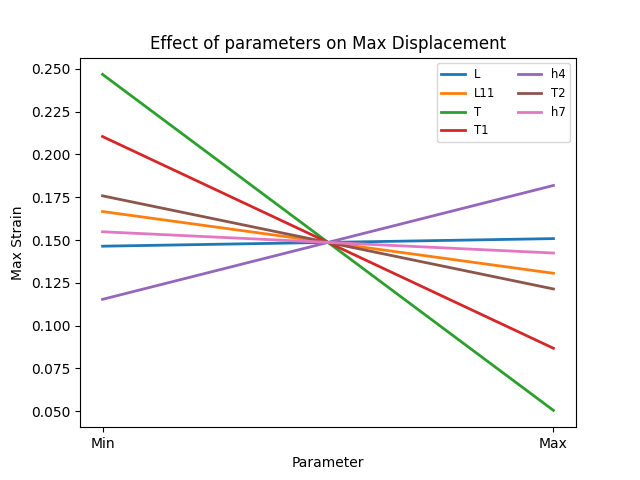 Effect of parameters on Max Displacement
Max Strain
0.250
0.225
0.200
0.175
0.150
0.125
0.100
0.075
0.050
L
L11
T
T1
h4
T2
h7
Min
Max
Parameter